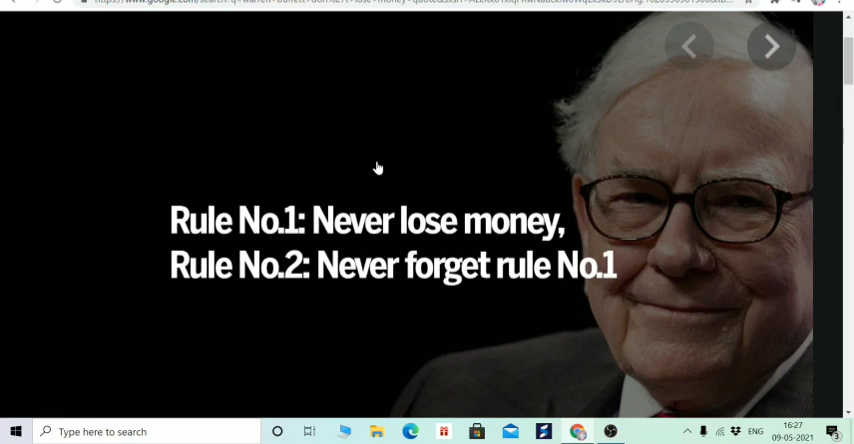 Rule No.1: Never lose money,
Rule No.2: Never forget rule No.1
Type here to search
ENG
16:27
09-05-2021
3